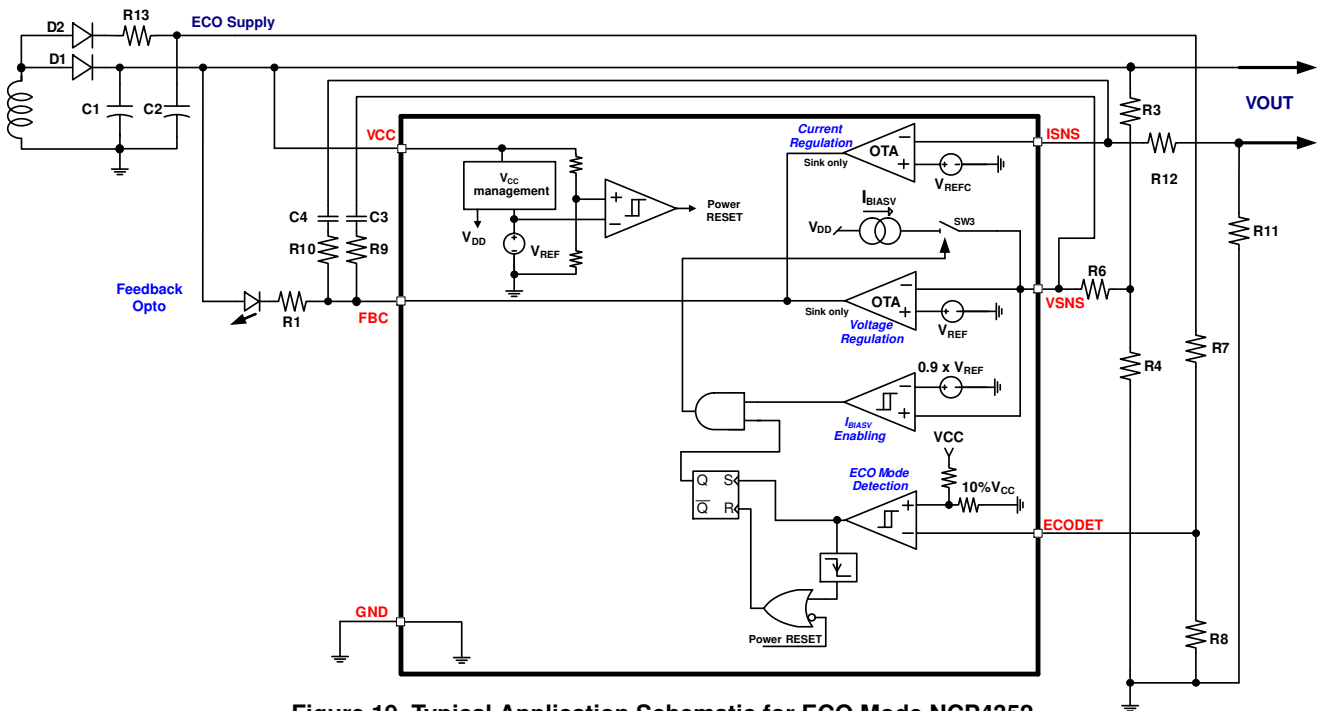 D2
R13
ECO Supply
D1
C1
C2
R3
VOUT
VCC
Current
Regulation
OTA
Sink only
VREFC
ISNS
R12
VCC
management
VDD
VREF
Power
RESET
IBIASV
VDD
SW3
C4
C3
R10
R9
R11
Feedback
Opto
R1
FBC
OTA
Sink only
Voltage
Regulation
VREF
VSNS
R6
R7
R4
0.9 x VREF
IBIASV
Enabling
VCC
10%VCC
ECO Mode
Detection
Q S
Q R
ECODET
GND
Power RESET
R8